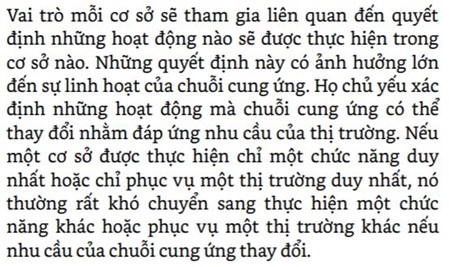 Vai trò mỗi cơ sở sẽ tham gia liên quan đến quyết
định những hoạt động nào sẽ được thực hiện trong
cơ sở nào. Những quyết định này có ảnh hưởng lớn
đến sự linh hoạt của chuỗi cung ứng. Họ chủ yếu xác
định những hoạt động mà chuỗi cung ứng có thể
thay đổi nhằm đáp ứng nhu cầu của thị trường. Nếu
một cơ sở được thực hiện chỉ một chức năng duy
nhất hoặc chỉ phục vụ một thị trường duy nhất, nó
thường rất khó chuyển sang thực hiện một chức
năng khác hoặc phục vụ một thị trường khác nếu
nhu cầu của chuỗi cung ứng thay đổi.